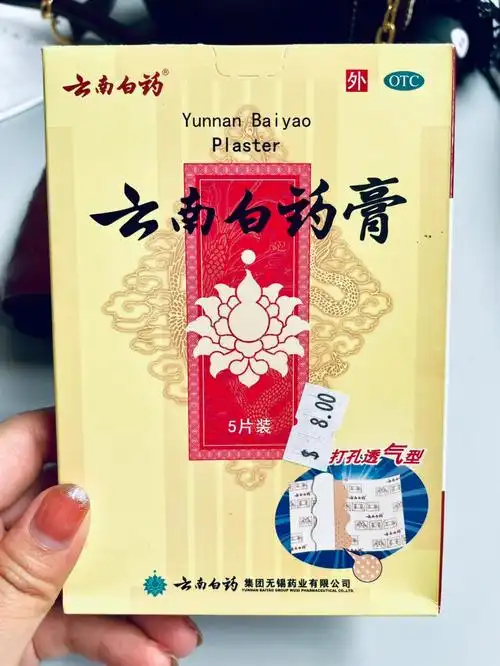 云南白药®
外 OTC
Yunnan Baiyao
Plaster
云南白药膏
5片装
$ 8.00
打孔透气型
云南白药 集团无锡药业有限公司
YUNNAN BAIYAO GROUP WUXI PHARMACEUTICAL CO.,LTD.